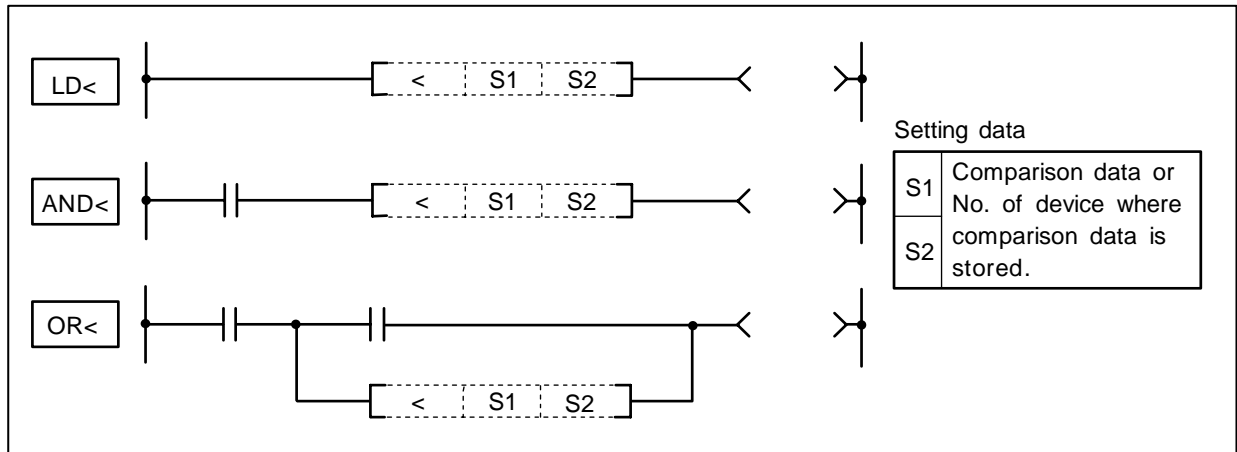 LD< < S1 S2
Setting data
AND< < S1 S2
S1 Comparison data or
No. of device where
S2 comparison data is
stored.
OR<
< S1 S2